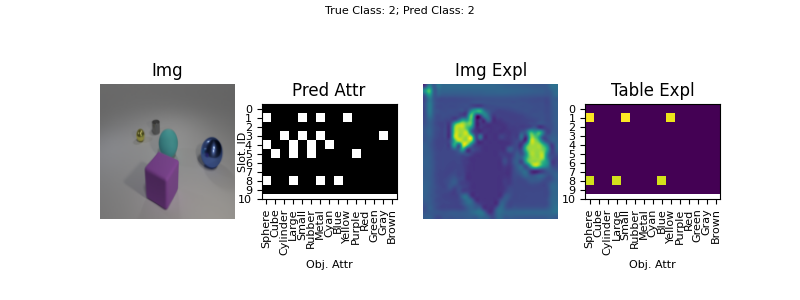 True Class: 2; Pred Class: 2
Img
Pred Attr
Img Expl
Table Expl
Slot. ID
0
1
2
3
4
5
6
7
8
9
10
Sphere
Cube
Cylinder
Large
Small
Rubber
Metal
Cyan
Blue
Yellow
Purple
Red
Green
Gray
Brown
Obj. Attr
0
1
2
3
4
5
6
7
8
9
10
Sphere
Cube
Cylinder
Large
Small
Rubber
Metal
Cyan
Blue
Yellow
Purple
Red
Green
Gray
Brown
Obj. Attr